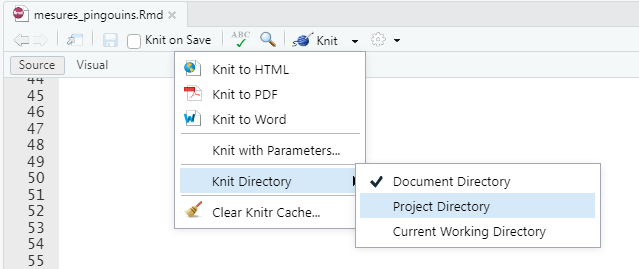 mesures_pingouins.Rmd
Knit on Save ABC Knit
Source Visual
44
45
46
47
48
49
50
51
52
53
54
55
Knit to HTML
Knit to PDF
Knit to Word
Knit with Parameters...
Knit Directory
Clear Knitr Cache...
Document Directory
Project Directory
Current Working Directory